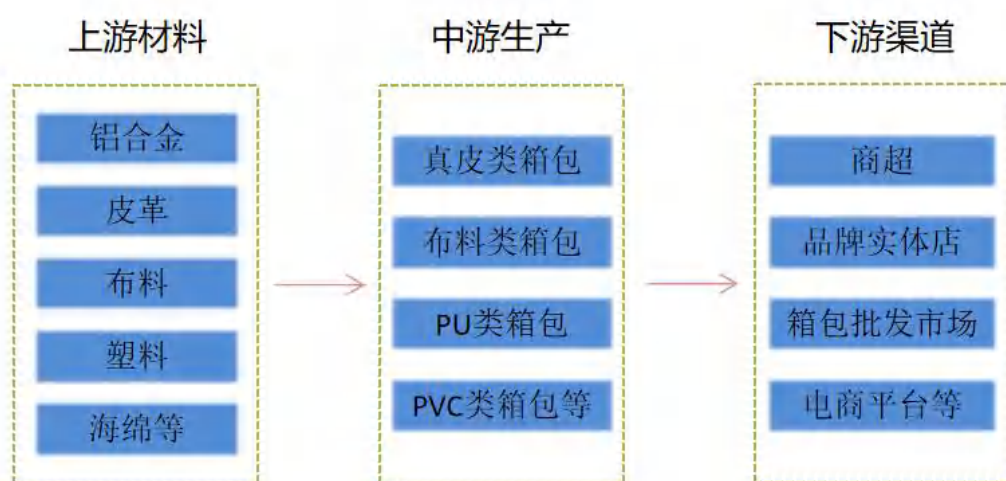 上游材料
铝合金
皮革
布料
塑料
海绵等
中游生产
真皮类箱包
布料类箱包
PU类箱包
PVC类箱包等
下游渠道
商超
品牌实体店
箱包批发市场
电商平台等